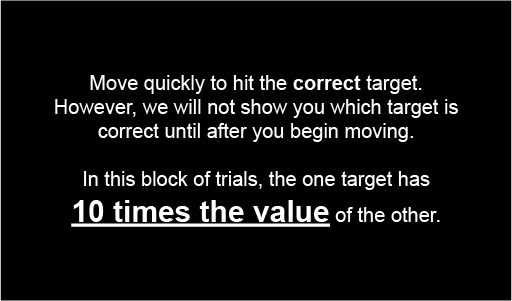 Move quickly to hit the correct target.
However, we will not show you which target is
correct until after you begin moving.
In this block of trials, the one target has
10 times the value of the other.